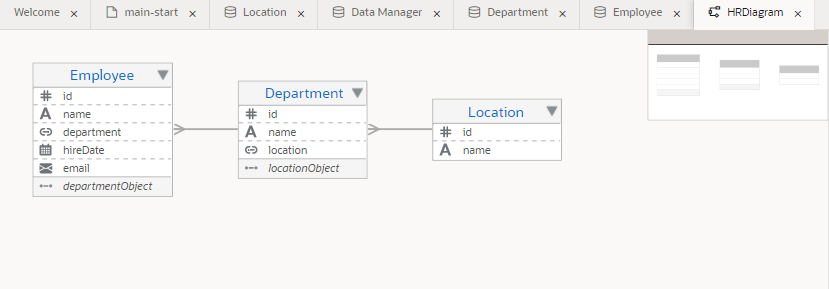 Welcome × main-start × Location × Data Manager × Department × Employee × HRDiagram ×
Employee
id
name
department
hireDate
email
departmentObject
Department
id
name
location
locationObject
Location
id
name